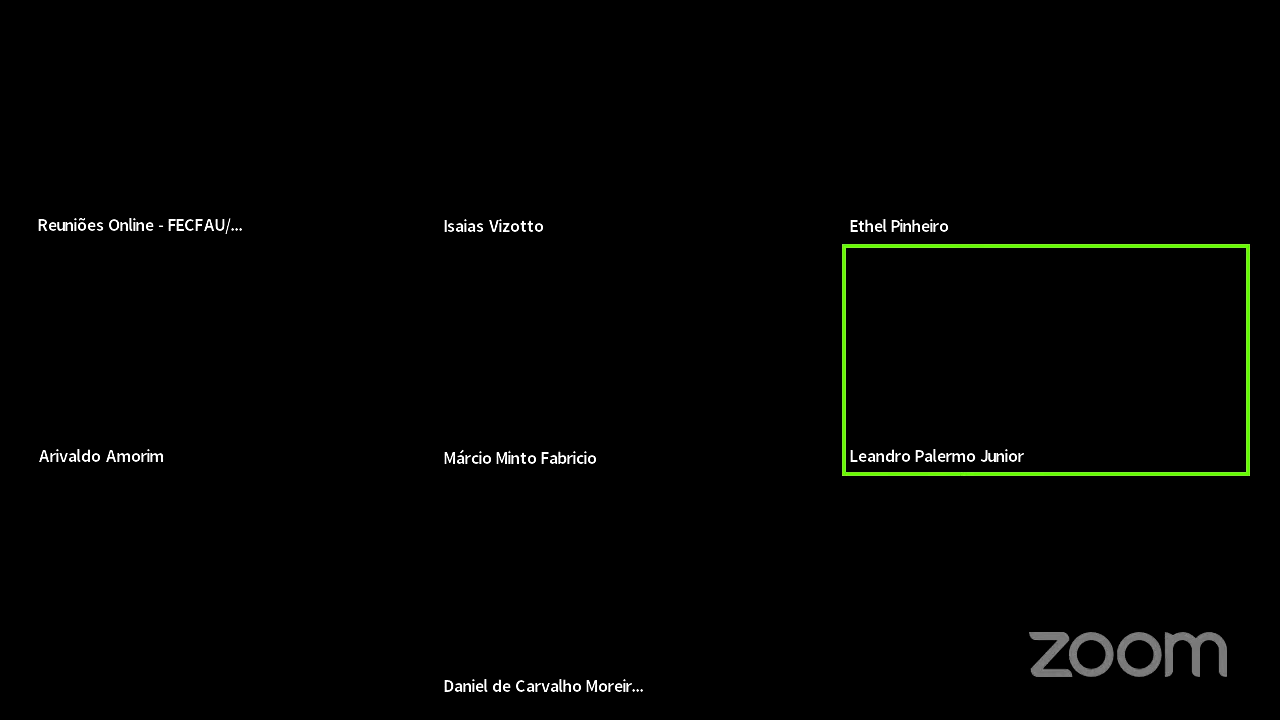 Reuniões Online - FECFAU/...
Isaias Vizotto
Ethel Pinheiro
Arivaldo Amorim
Márcio Minto Fabricio
Leandro Palermo Junior
Daniel de Carvalho Moreir...
zoom